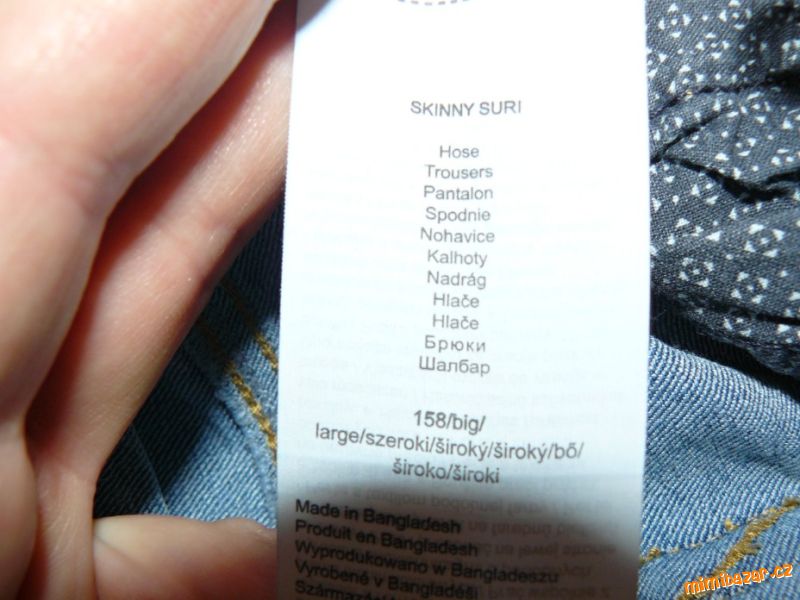 SKINNY SURI
Hose
Trousers
Pantalon
Spodnie
Nohavice
Kalhoty
Nadrág
Hlače
Hlače
Брюки
Шалбар
158/big/
large/szeroki/široký/široký/bő/
široko/široki
Made in Bangladesh
Produit en Bangladesh
Wyprodukowano w Bangladeszu
Vyrobené v Bangladéši
mimibazar.cz